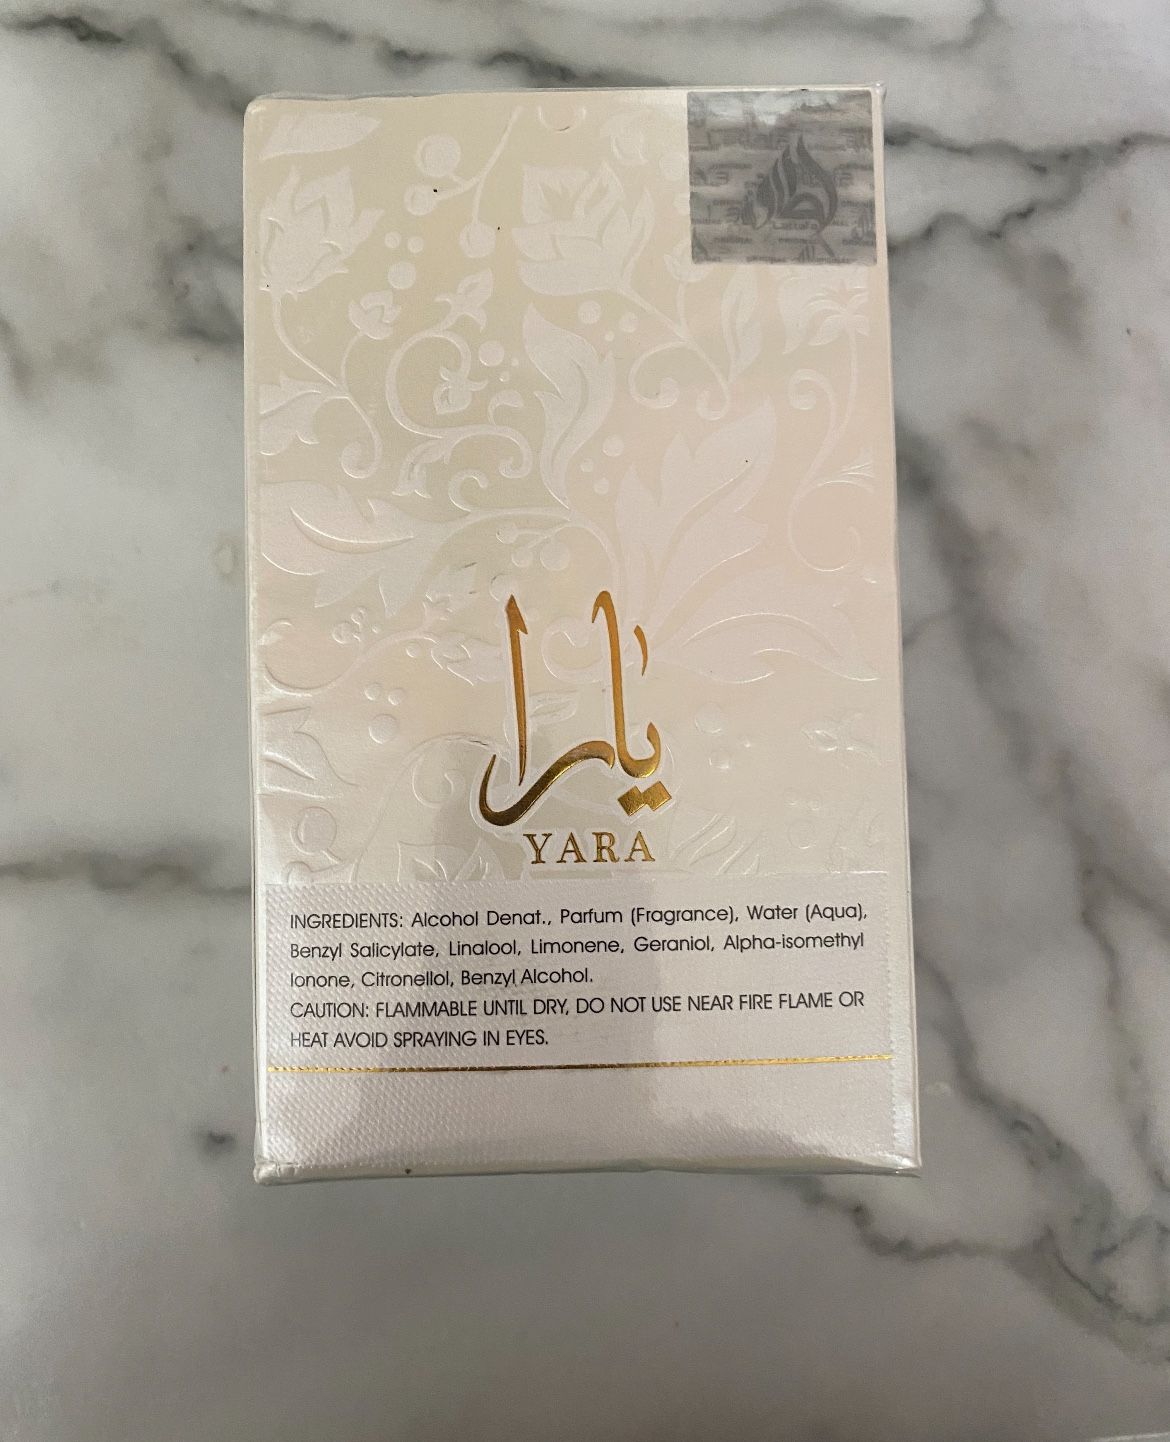 Lattafa
يارا
YARA
INGREDIENTS: Alcohol Denat., Parfum (Fragrance), Water (Aqua),
Benzyl Salicylate, Linalool, Limonene, Geraniol, Alpha-isomethyl
Ionone, Citronellol, Benzyl Alcohol.
CAUTION: FLAMMABLE UNTIL DRY, DO NOT USE NEAR FIRE FLAME OR
HEAT AVOID SPRAYING IN EYES.